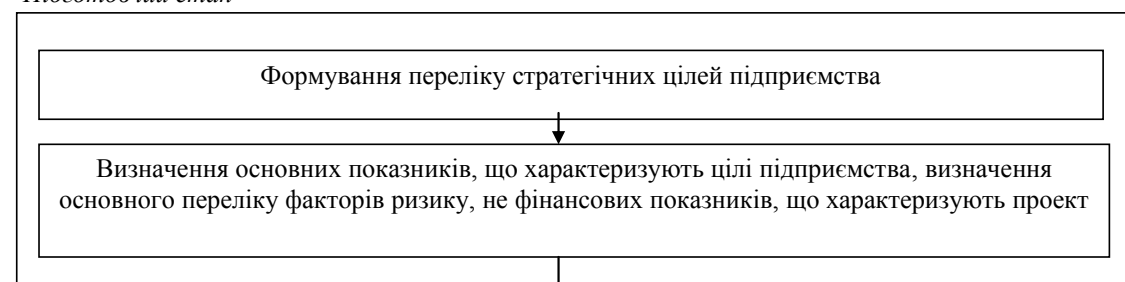 Формування переліку стратегічних цілей підприємства
Визначення основних показників, що характеризують цілі підприємства, визначення
основного переліку факторів ризику, не фінансових показників, що характеризують проект